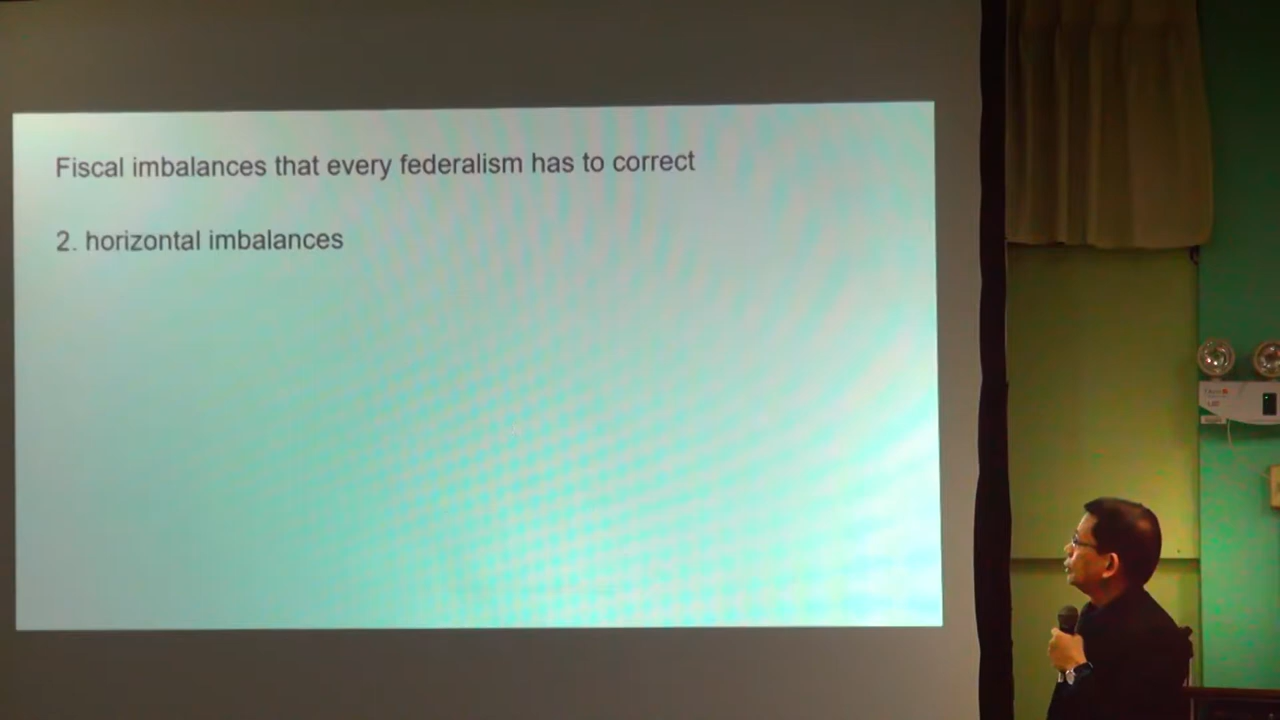 Fiscal imbalances that every federalism has to correct
2. horizontal imbalances